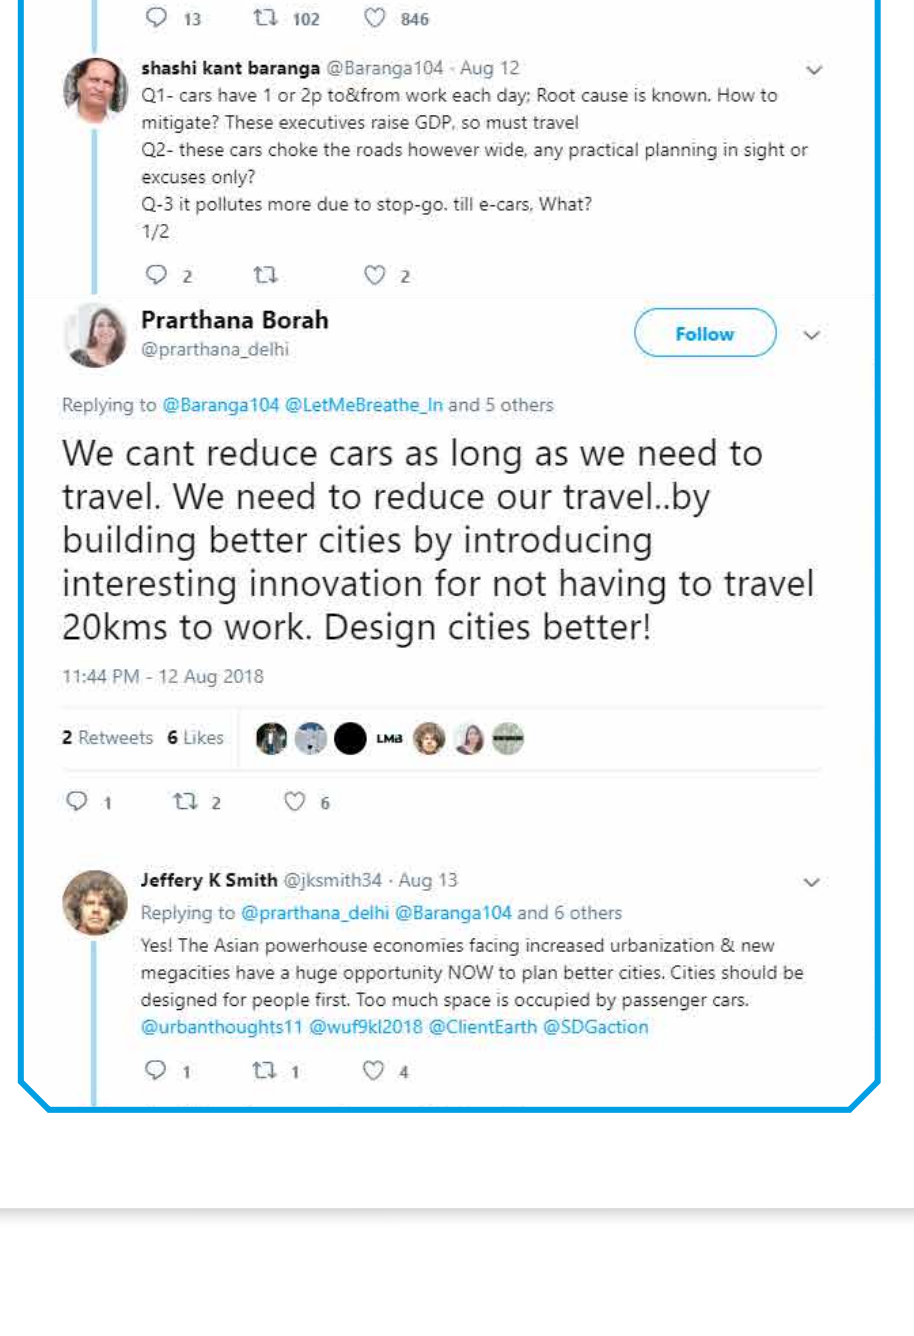 13 102 846
shashi kant baranga @Baranga104 · Aug 12
Q1- cars have 1 or 2p to&from work each day; Root cause is known. How to
mitigate? These executives raise GDP, so must travel
Q2- these cars choke the roads however wide, any practical planning in sight or
excuses only?
Q-3 it pollutes more due to stop-go. till e-cars, What?
1/2
2 2
Prarthana Borah
Follow
@prarthana_delhi
Replying to @Baranga104 @LetMeBreathe_In and 5 others
We cant reduce cars as long as we need to
travel. We need to reduce our travel..by
building better cities by introducing
interesting innovation for not having to travel
20kms to work. Design cities better!
11:44 PM - 12 Aug 2018
2 Retweets 6 Likes LMB
1 2 6
Jeffery K Smith @jksmith34 · Aug 13
Replying to @prarthana_delhi @Baranga104 and 6 others
Yes! The Asian powerhouse economies facing increased urbanization & new
megacities have a huge opportunity NOW to plan better cities. Cities should be
designed for people first. Too much space is occupied by passenger cars.
@urbanthoughts11 @wuf9kl2018 @ClientEarth @SDGaction
1 1 4